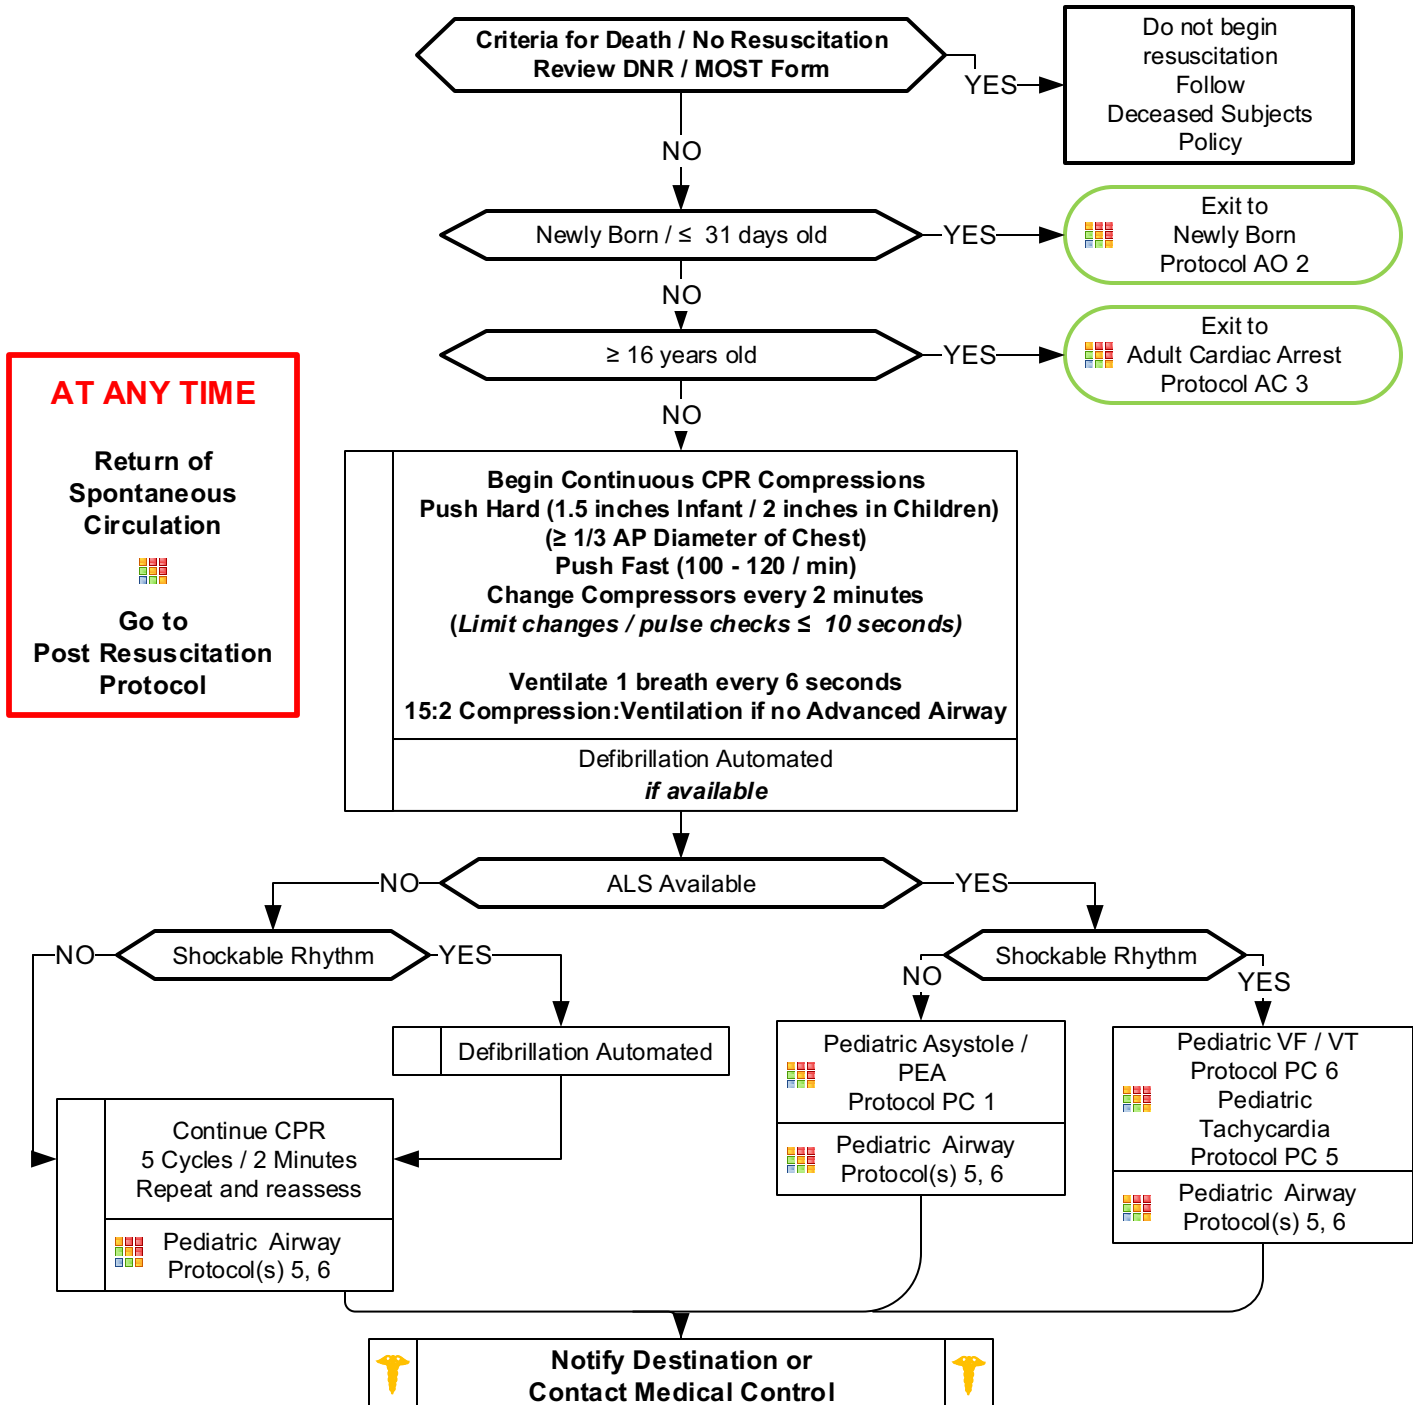 Criteria for Death / No Resuscitation
Review DNR / MOST Form
YES
Do not begin
resuscitation
Follow
Deceased Subjects
Policy
NO
Newly Born / ≤ 31 days old
YES
Exit to
Newly Born
Protocol AO 2
NO
≥ 16 years old
YES
Exit to
Adult Cardiac Arrest
Protocol AC 3
NO
AT ANY TIME
Return of
Spontaneous
Circulation
Go to
Post Resuscitation
Protocol
Begin Continuous CPR Compressions
Push Hard (1.5 inches Infant / 2 inches in Children)
(≥ 1/3 AP Diameter of Chest)
Push Fast (100 - 120 / min)
Change Compressors every 2 minutes
(Limit changes / pulse checks ≤ 10 seconds)
Ventilate 1 breath every 6 seconds
15:2 Compression:Ventilation if no Advanced Airway
Defibrillation Automated
if available
NO
ALS Available
YES
NO
Shockable Rhythm
YES
Shockable Rhythm
NO
YES
Defibrillation Automated
Pediatric Asystole /
PEA
Protocol PC 1
Pediatric Airway
Protocol(s) 5, 6
Pediatric VF / VT
Protocol PC 6
Pediatric
Tachycardia
Protocol PC 5
Pediatric Airway
Protocol(s) 5, 6
Continue CPR
5 Cycles / 2 Minutes
Repeat and reassess
Pediatric Airway
Protocol(s) 5, 6
Notify Destination or
Contact Medical Control